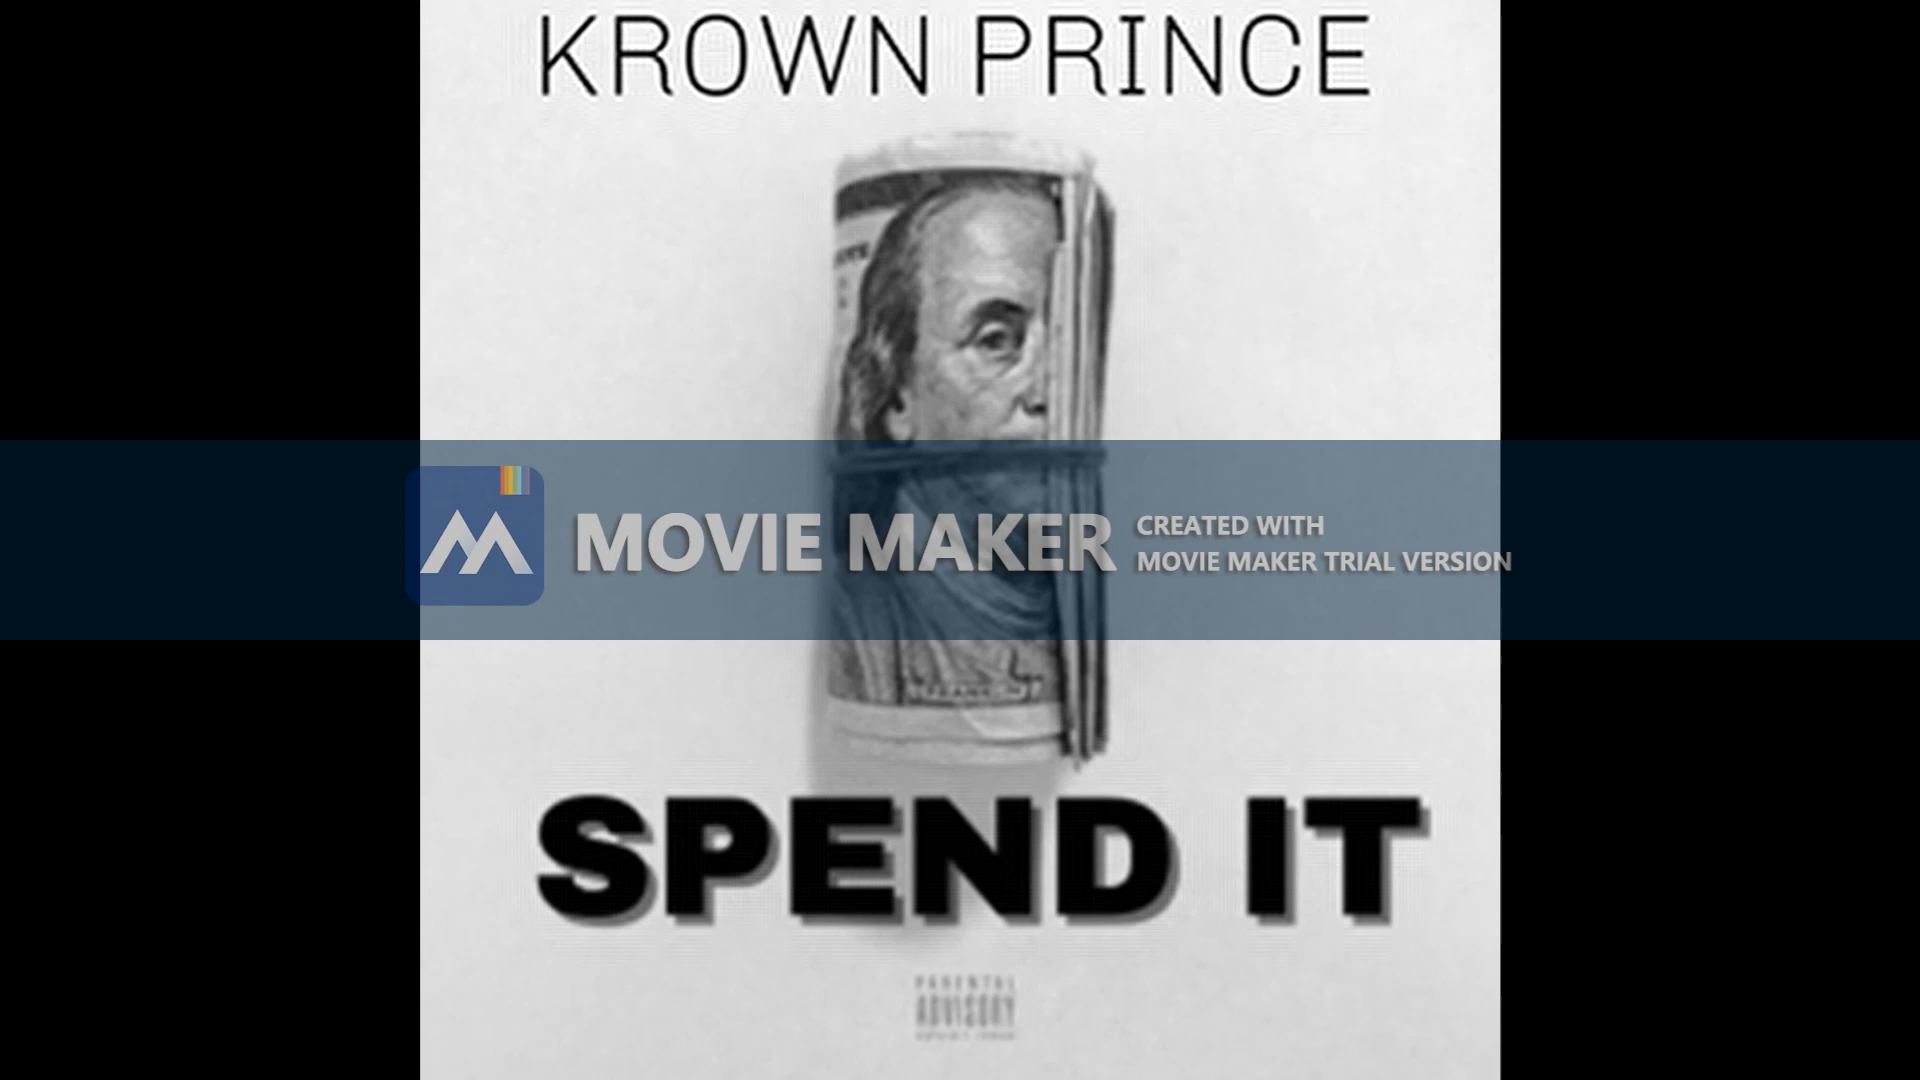 KROWN PRINCE
MOVIE MAKER
CREATED WITH
MOVIE MAKER TRIAL VERSION
SPEND IT
PARENTAL
ADVISORY